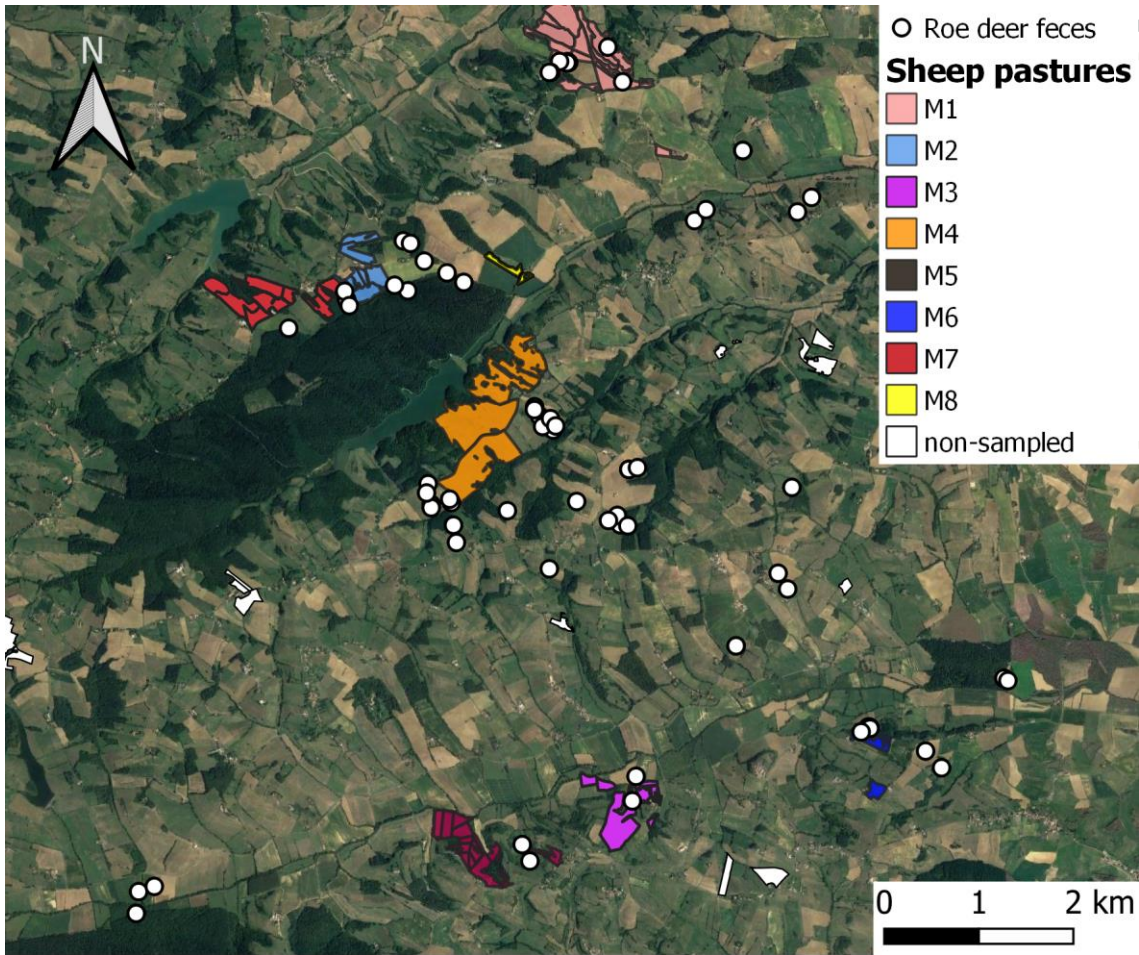 N
Roe deer feces
Sheep pastures
M1
M2
M3
M4
M5
M6
M7
M8
non-sampled
0 1 2 km